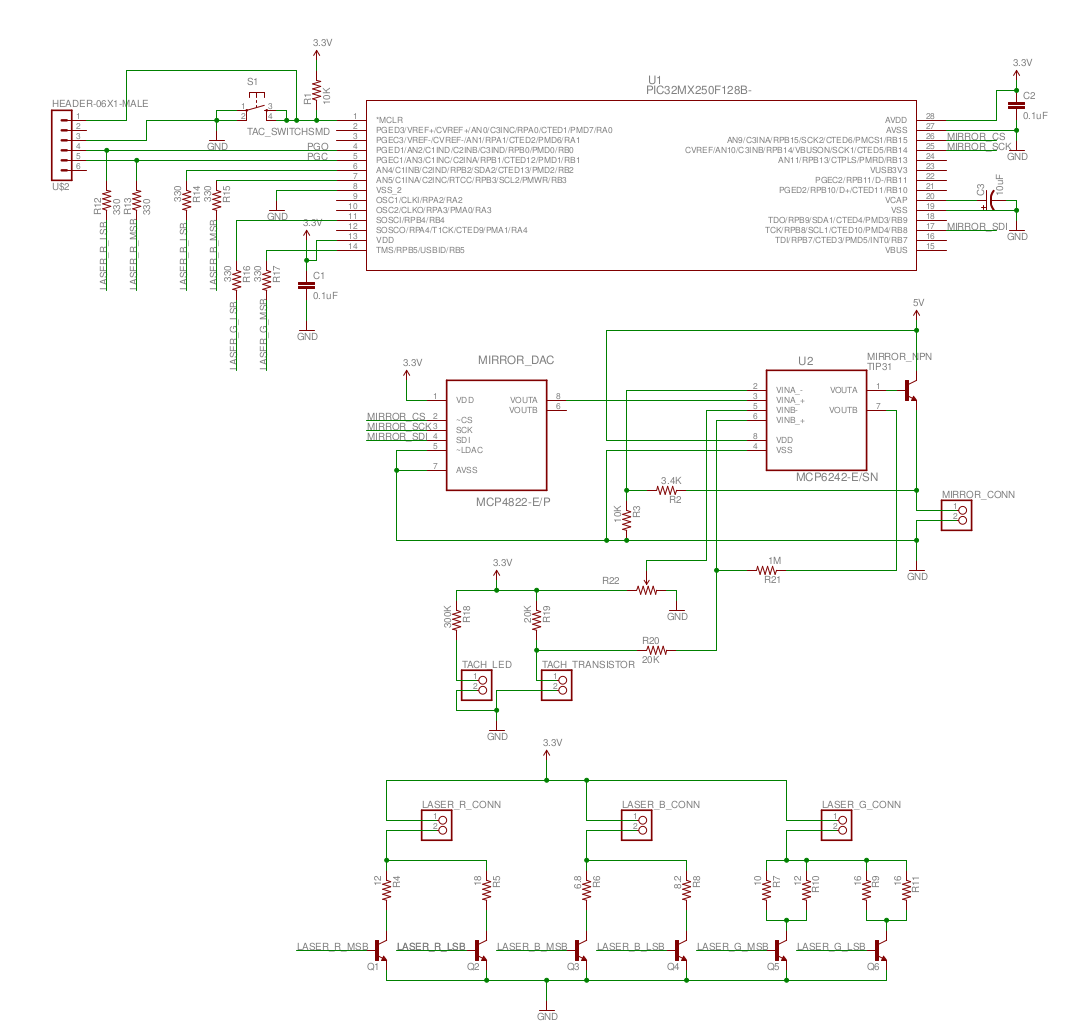 3.3V
U1
PIC32MX250F128B-
3.3V
S1
HEADER-06X1-MALE
1
2
3
4
5
6
U$2
1
2
3
4
TAC_SWITCHSMD
GND
R1
10K
C2
0.1uF
GND
PGO
PGC
1 *MCLR
2 PGED3/VREF+/CVREF+/AN0/C3INC/RPA0/CTED1/PMD7/RA0
3 PGEC3/VREF-/CVREF-/AN1/RPA1/CTED2/PMD6/RA1
4 PGED1/AN2/C1IND/C2INB/C3IND/RPB0/PMD0/RB0
5 PGEC1/AN3/C1INC/C2INA/RPB1/CTED12/PMD1/RB1
6 AN4/C1INB/C2IND/RPB2/SDA2/CTED13/PMD2/RB2
7 AN5/C1INA/C2INC/RTCC/RPB3/SCL2/PMWR/RB3
8 VSS_2
9 OSC1/CLKI/RPA2/RA2
10 OSC2/CLKO/RPA3/PMA0/RA3
11 SOSCI/RPB4/RB4
12 SOSCO/RPA4/T1CK/CTED9/PMA1/RA4
13 VDD
14 TMS/RPB5/USBID/RB5
AVDD 28
AVSS 27
AN9/C3INA/RPB15/SCK2/CTED6/PMCS1/RB15 26 MIRROR_CS
CVREF/AN10/C3INB/RPB14/VBUSON/SCK1/CTED5/RB14 25 MIRROR_SCK
AN11/RPB13/CTPLS/PMRD/RB13 24
VUSB3V3 23
PGEC2/RPB11/D-/RB11 22
PGED2/RPB10/D+/CTED11/RB10 21
VCAP 20
VSS 19
TDO/RPB9/SDA1/CTED4/PMD3/RB9 18
TCK/RPB8/SCL1/CTED10/PMD4/RB8 17 MIRROR_SDI
TDI/RPB7/CTED3/PMD5/INT0/RB7 16
VBUS 15
C3
10uF
+
GND
R12
330
R13
330
330
R14
330
R15
GND
3.3V
LASER_R_LSB
LASER_R_MSB
LASER_B_LSB
LASER_B_MSB
330
R16
330
R17
C1
0.1uF
GND
LASER_G_LSB
LASER_G_MSB
5V
3.3V
MIRROR_DAC
U2
MIRROR_NPN
TIP31
1 VDD
MIRROR_CS 2 ~CS
MIRROR_SCK 3 SCK
MIRROR_SDI 4 SDI
5 ~LDAC
7 AVSS
VOUTA 8
VOUTB 6
MCP4822-E/P
2 VINA_-
3 VINA_+
5 VINB-
6 VINB_+
8 VDD
4 VSS
VOUTA 1
VOUTB 7
MCP6242-E/SN
3.4K
R2
10K
R3
MIRROR_CONN
1
2
GND
3.3V
R22
GND
1M
R21
300K
R18
20K
R19
R20
20K
TACH_LED
1
2
TACH_TRANSISTOR
1
2
GND
3.3V
LASER_R_CONN
1
2
LASER_B_CONN
1
2
LASER_G_CONN
1
2
12
R4
18
R5
6.8
R6
8.2
R8
10
R7
12
R10
16
R9
16
R11
LASER_R_MSB
LASER_R_LSB
LASER_B_MSB
LASER_B_LSB
LASER_G_MSB
LASER_G_LSB
Q1
Q2
Q3
Q4
Q5
Q6
GND